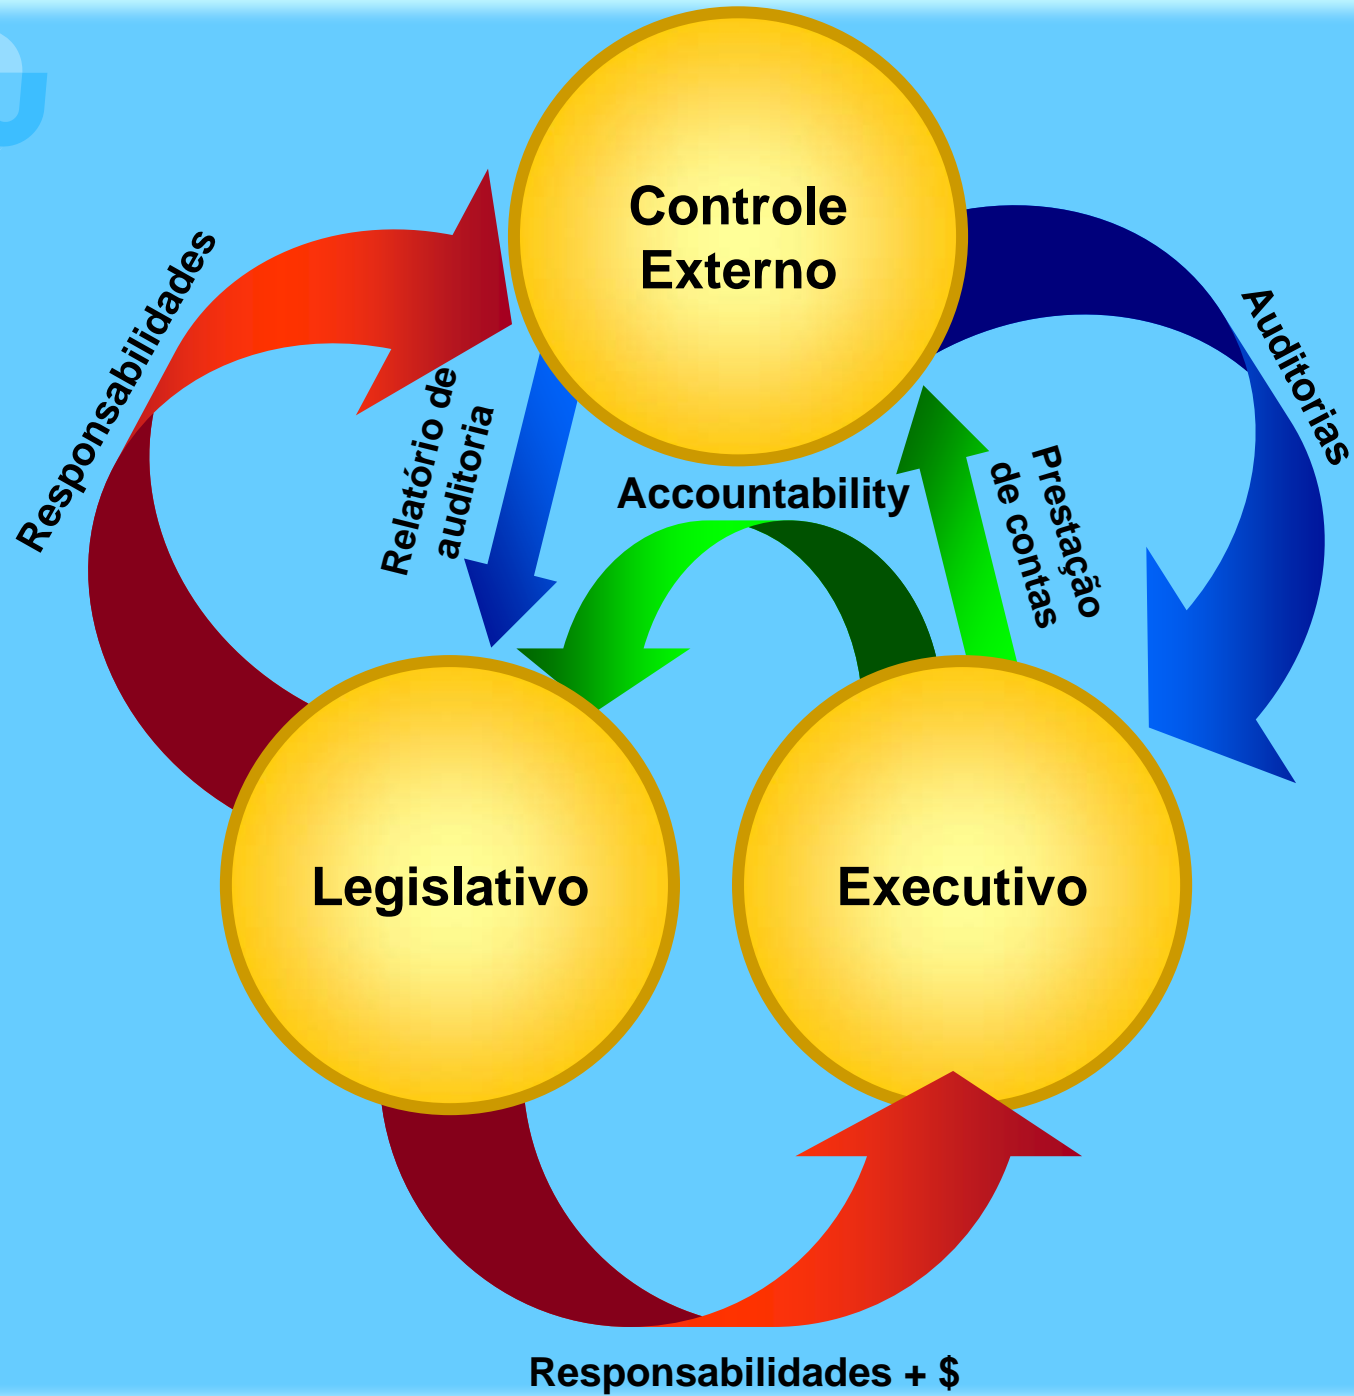 Controle
Externo
Responsabilidades
Auditorias
Relatório de
auditoria
Accountability
Prestação
de contas
Legislativo
Executivo
Responsabilidades + $